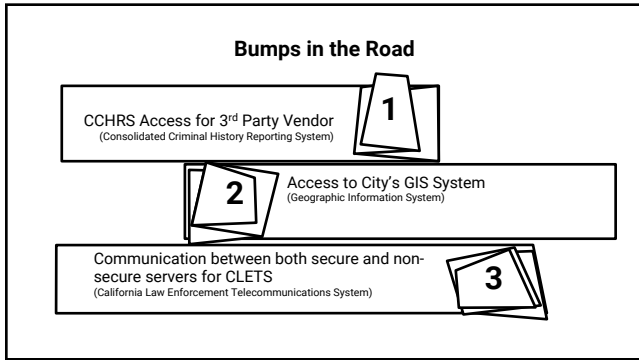 Bumps in the Road
CCHRS Access for 3rd Party Vendor
(Consolidated Criminal History Reporting System)
1
2
Access to City's GIS System
(Geographic Information System)
Communication between both secure and non-
secure servers for CLETS
(California Law Enforcement Telecommunications System)
3